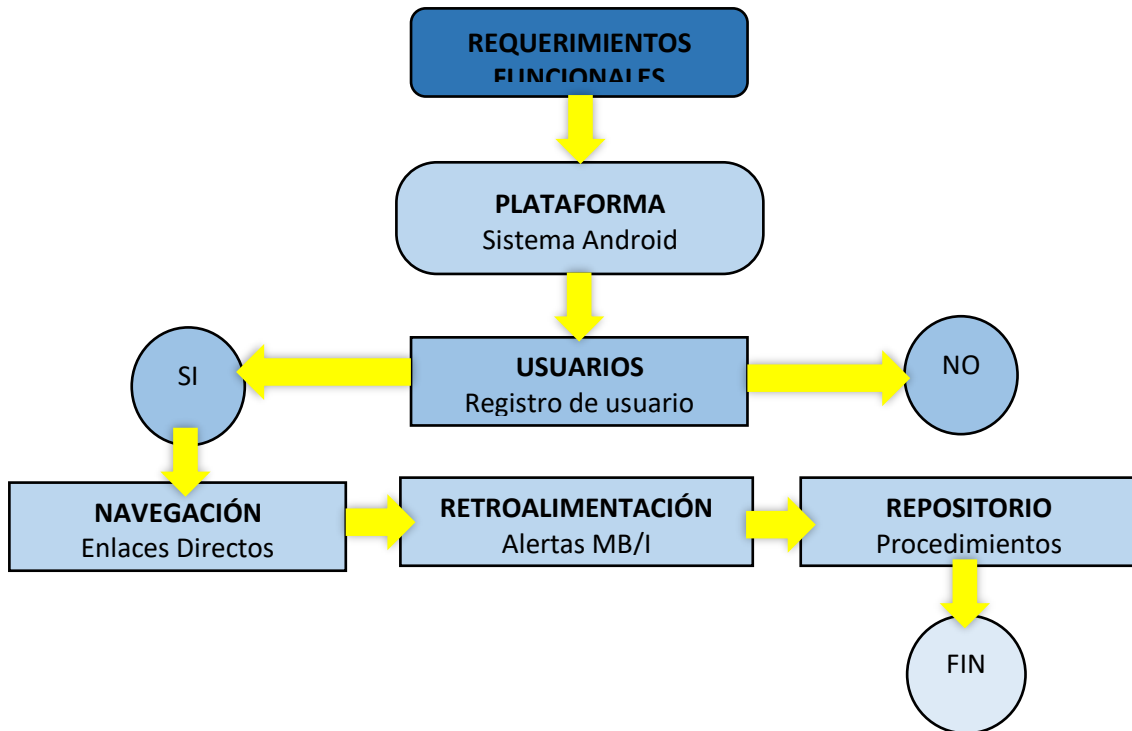 REQUERIMIENTOS
FUNCIONALES
PLATAFORMA
Sistema Android
SI
USUARIOS
Registro de usuario
NO
NAVEGACIÓN
Enlaces Directos
RETROALIMENTACIÓN
Alertas MB/I
REPOSITORIO
Procedimientos
FIN